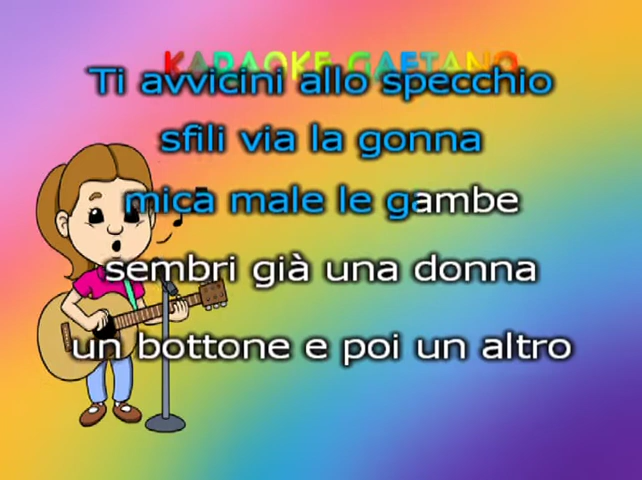 KARAOKE GAETANO
Ti avvicini allo specchio
sfili via la gonna
mica male le gambe
sembri già una donna
un bottone e poi un altro